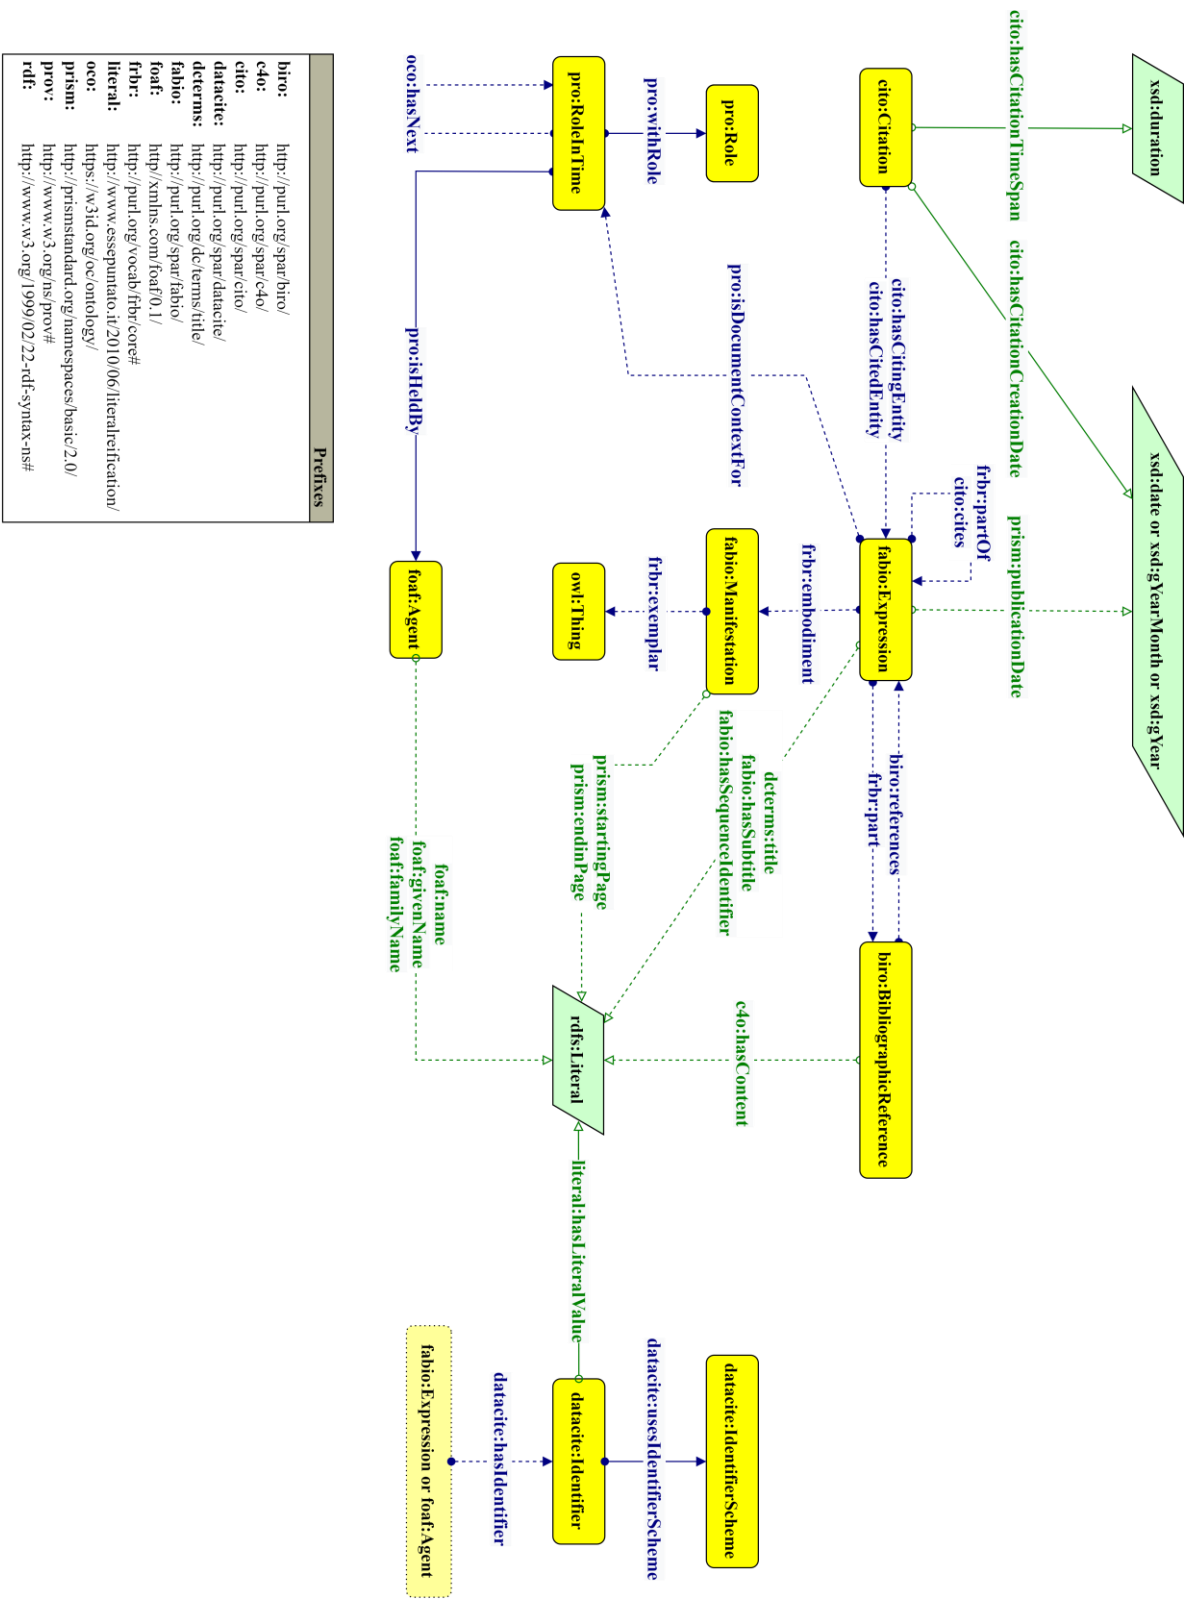 xsd:duration
xsd:date or xsd:gYearMonth or xsd:gYear
cito:hasCitationTimeSpan
cito:hasCitationCreationDate
prism:publicationDate
frbr:partOf
cito:cites
cito:Citation
cito:hasCitingEntity
cito:hasCitedEntity
fabio:Expression
biro:references
frbr:part
biro:BibliographicReference
pro:isDocumentContextFor
frbr:embodiment
dcterms:title
fabio:hasSubtitle
fabio:hasSequenceIdentifier
c4o:hasContent
pro:Role
fabio:Manifestation
datacite:IdentifierScheme
pro:withRole
frbr:exemplar
prism:startingPage
prism:endinPage
datacite:usesIdentifierScheme
pro:RoleInTime
owl:Thing
rdfs:Literal
literal:hasLiteralValue
datacite:Identifier
oco:hasNext
pro:isHeldBy
foaf:Agent
foaf:name
foaf:givenName
foaf:familyName
datacite:hasIdentifier
fabio:Expression or foaf:Agent
Prefixes
biro: http://purl.org/spar/biro/
c4o: http://purl.org/spar/c4o/
cito: http://purl.org/spar/cito/
datacite: http://purl.org/spar/datacite/
dcterms: http://purl.org/dc/terms/title/
fabio: http://purl.org/spar/fabio/
foaf: http//xmlns.com/foaf/0.1/
frbr: http://purl.org/vocab/frbr/core#
literal: http://www.essepuntato.it/2010/06/literalreification/
oco: https://w3id.org/oc/ontology/
prism: http://prismstandard.org/namespaces/basic/2.0/
prov: http://www.w3.org/ns/prov#
rdf: http://www.w3.org/1999/02/22-rdf-syntax-ns#